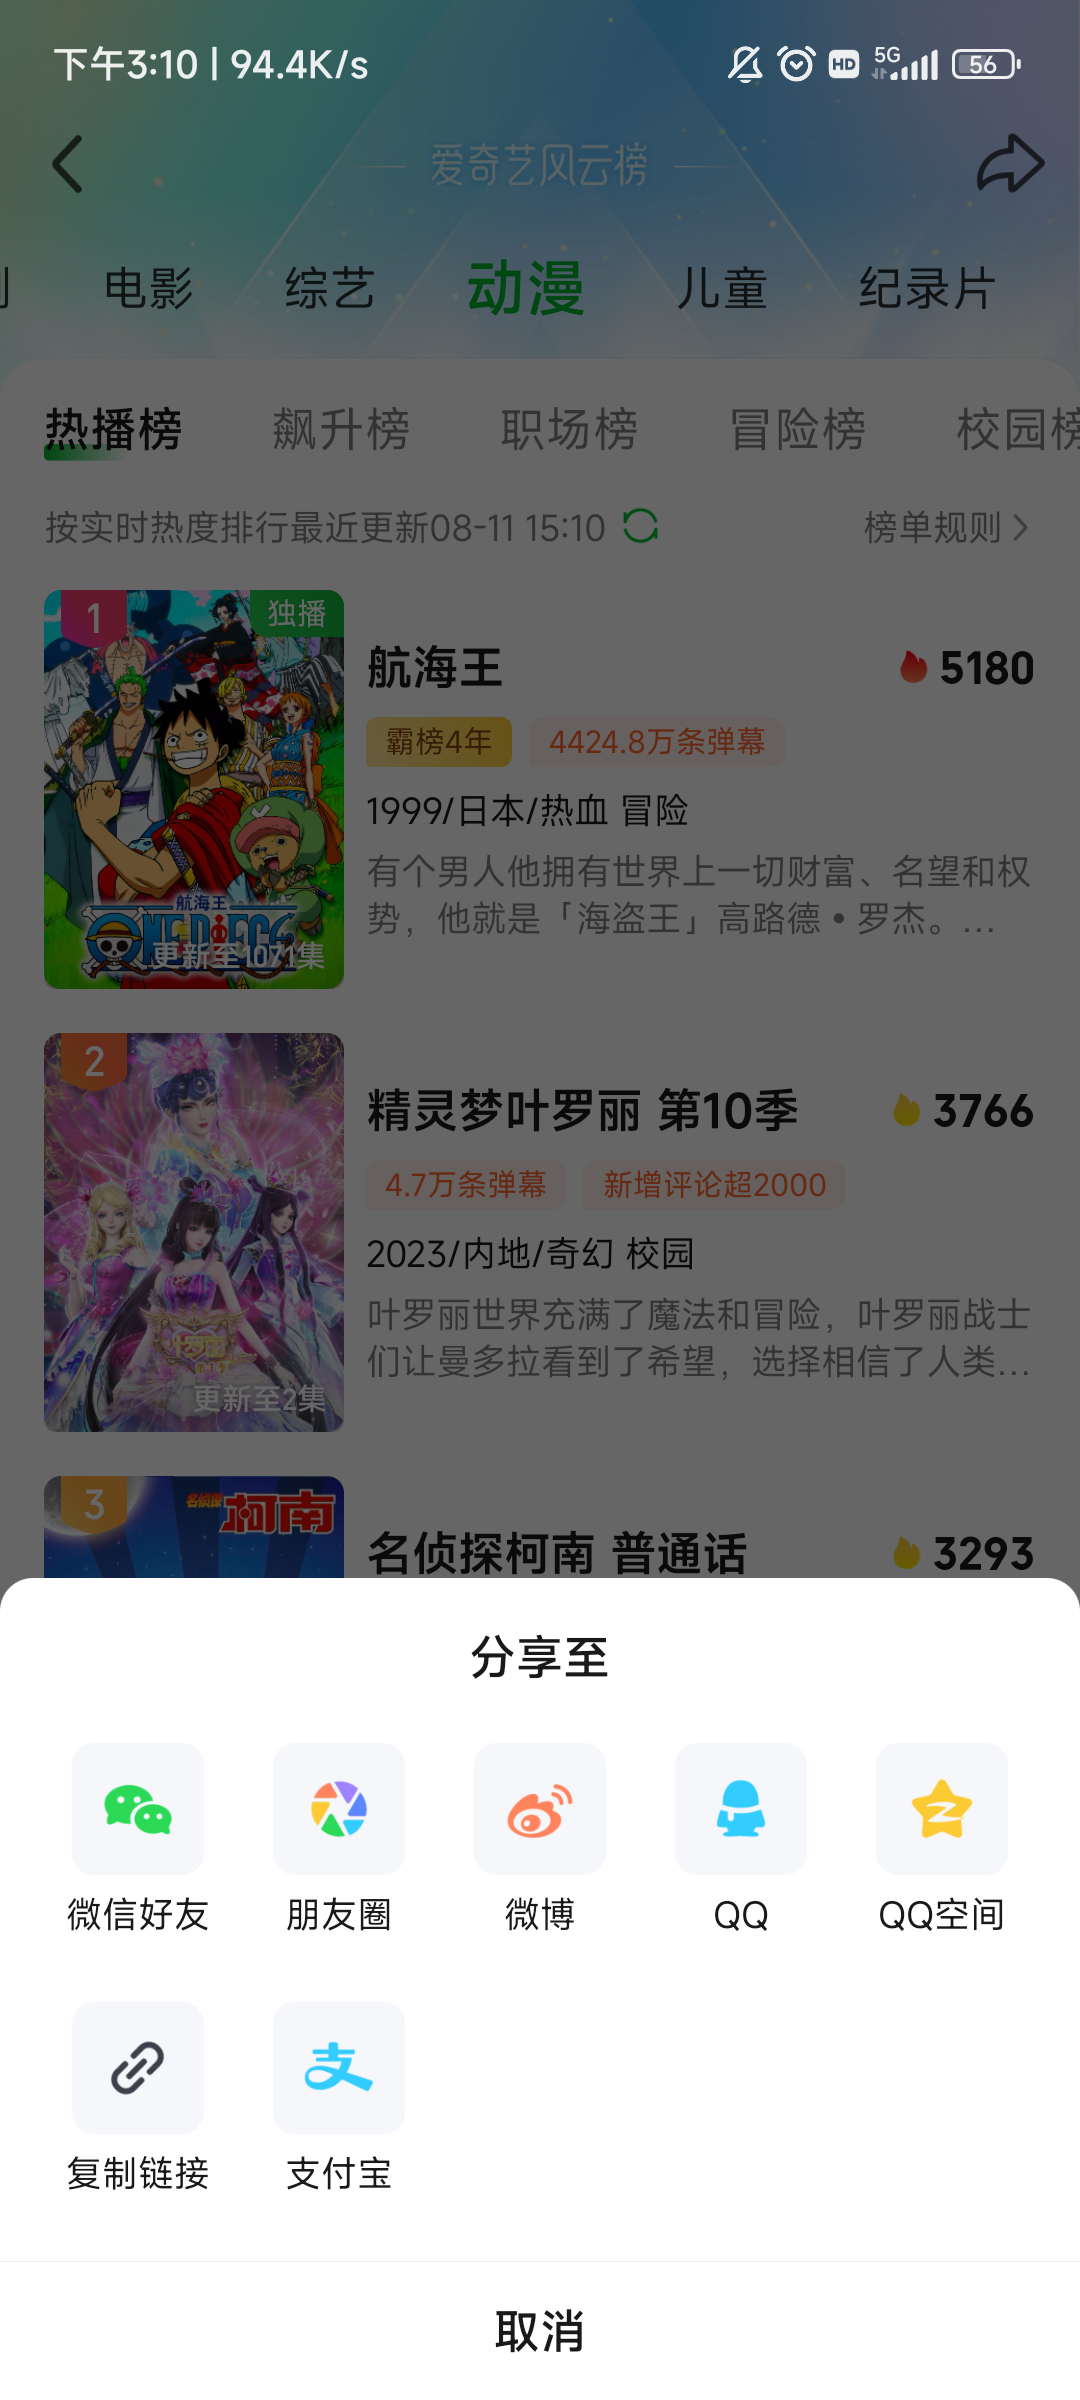 下午3:10 | 94.4K/s
HD 5G 56
爱奇艺风云榜
电影 综艺 动漫 儿童 纪录片
热播榜 飙升榜 职场榜 冒险榜 校园榜
按实时热度排行最近更新08-11 15:10 榜单规则
1 独播
航海王 5180
霸榜4年 4424.8万条弹幕
1999/日本/热血 冒险
有个男人他拥有世界上一切财富、名望和权
势，他就是「海盗王」高路德•罗杰。...
航海王
ONE PIECE
更新至1071集
2
精灵梦叶罗丽 第10季 3766
4.7万条弹幕 新增评论超2000
2023/内地/奇幻 校园
叶罗丽世界充满了魔法和冒险，叶罗丽战士
们让曼多拉看到了希望，选择相信了人类...
叶罗丽
更新至2集
3 名侦探柯南
名侦探柯南 普通话 3293
分享至
微信好友 朋友圈 微博 QQ QQ空间
复制链接 支付宝
取消